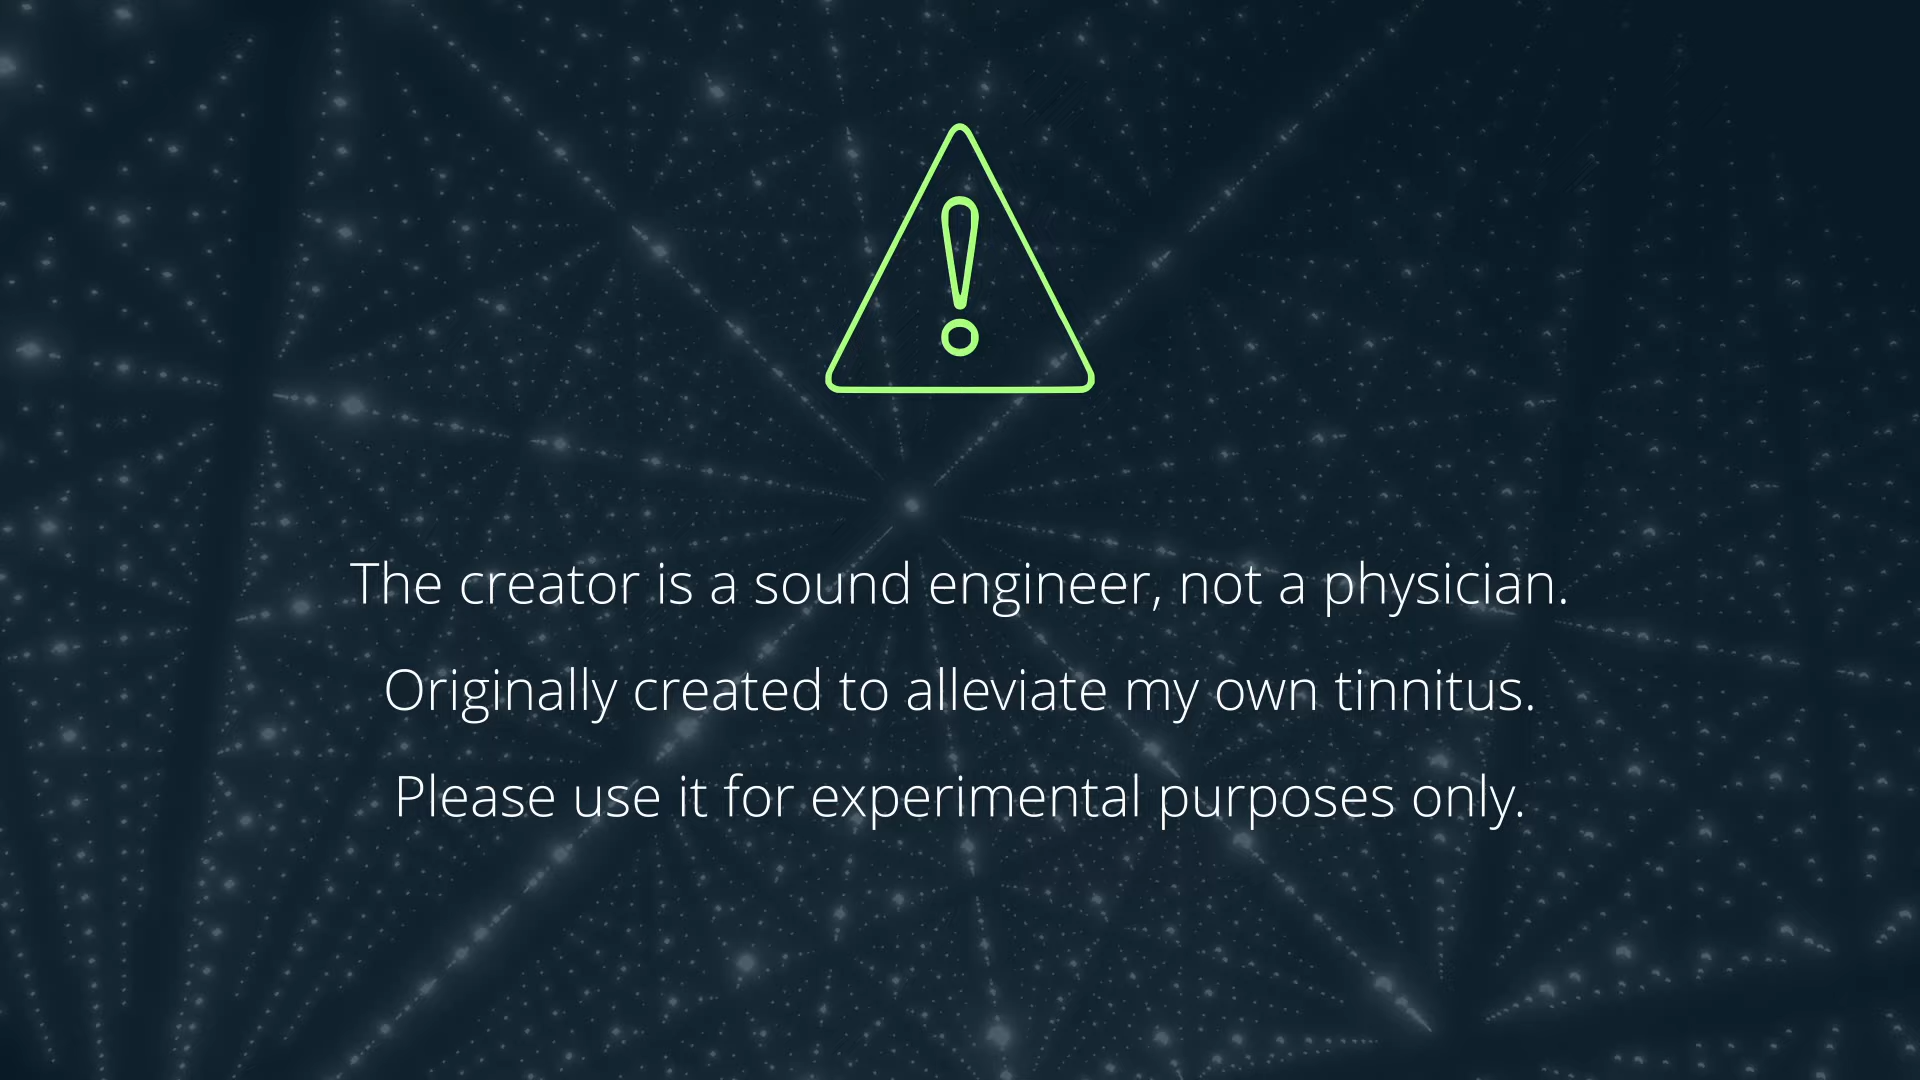 The creator is a sound engineer, not a physician.
Originally created to alleviate my own tinnitus.
Please use it for experimental purposes only.